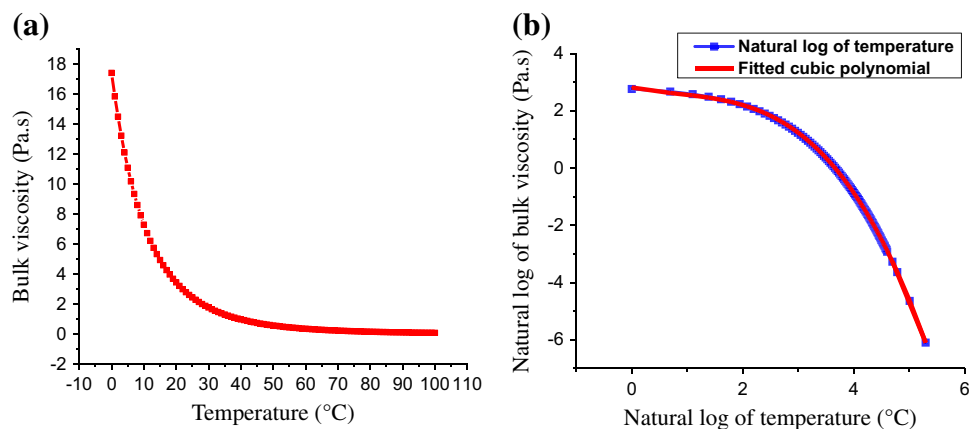 (a)
Bulk viscosity (Pa.s)
18
16
14
12
10
8
6
4
2
0
-2
-10 0 10 20 30 40 50 60 70 80 90 100 110
Temperature (°C)
(b)
Natural log of temperature
Fitted cubic polynomial
Natural log of bulk viscosity (Pa.s)
4
2
0
-2
-4
-6
0 2 4 6
Natural log of temperature (°C)